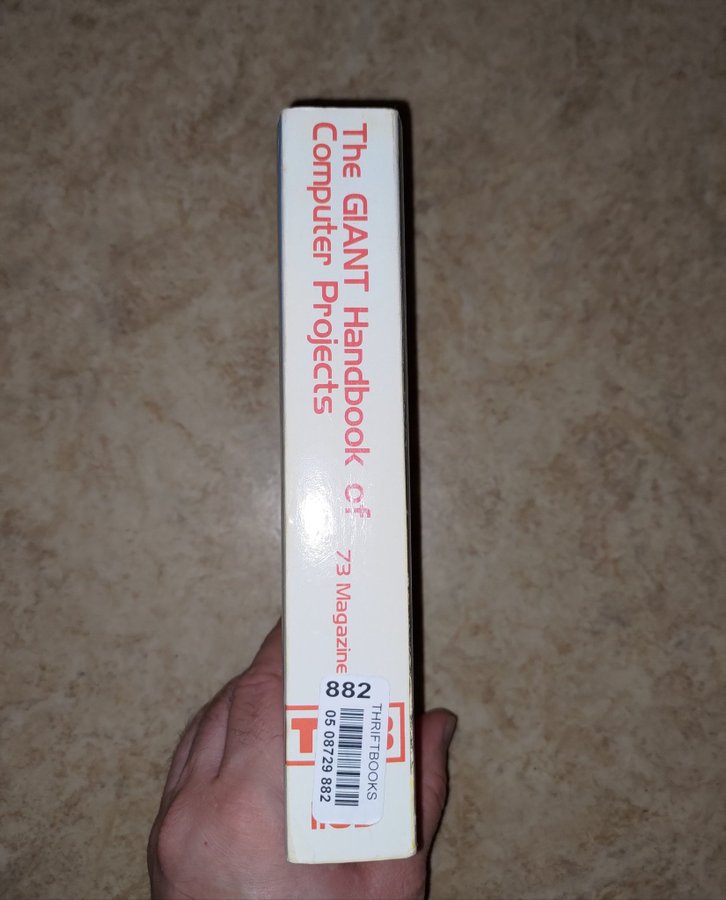 The GIANT Handbook of
Computer Projects
73 Magazine
882
THRIFTBOOKS
05 08729 882